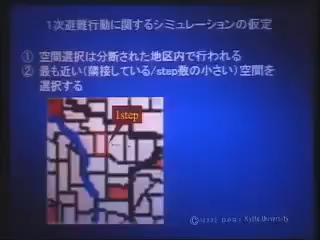 1次避難行動に関するシミュレーションの仮定
① 空間選択は分断された地区内で行われる
② 最も近い(隣接している/step数の小さい)空間を
選択する
1step
Kyoto University